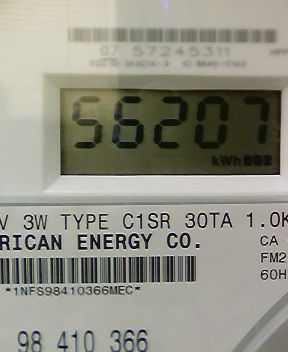 07 57245311
56207
kWh
V 3W TYPE C1SR 30TA 1.0K
RICAN ENERGY CO.
CA
FM2
60H
*1NFS98410366MEC*
98 410 366